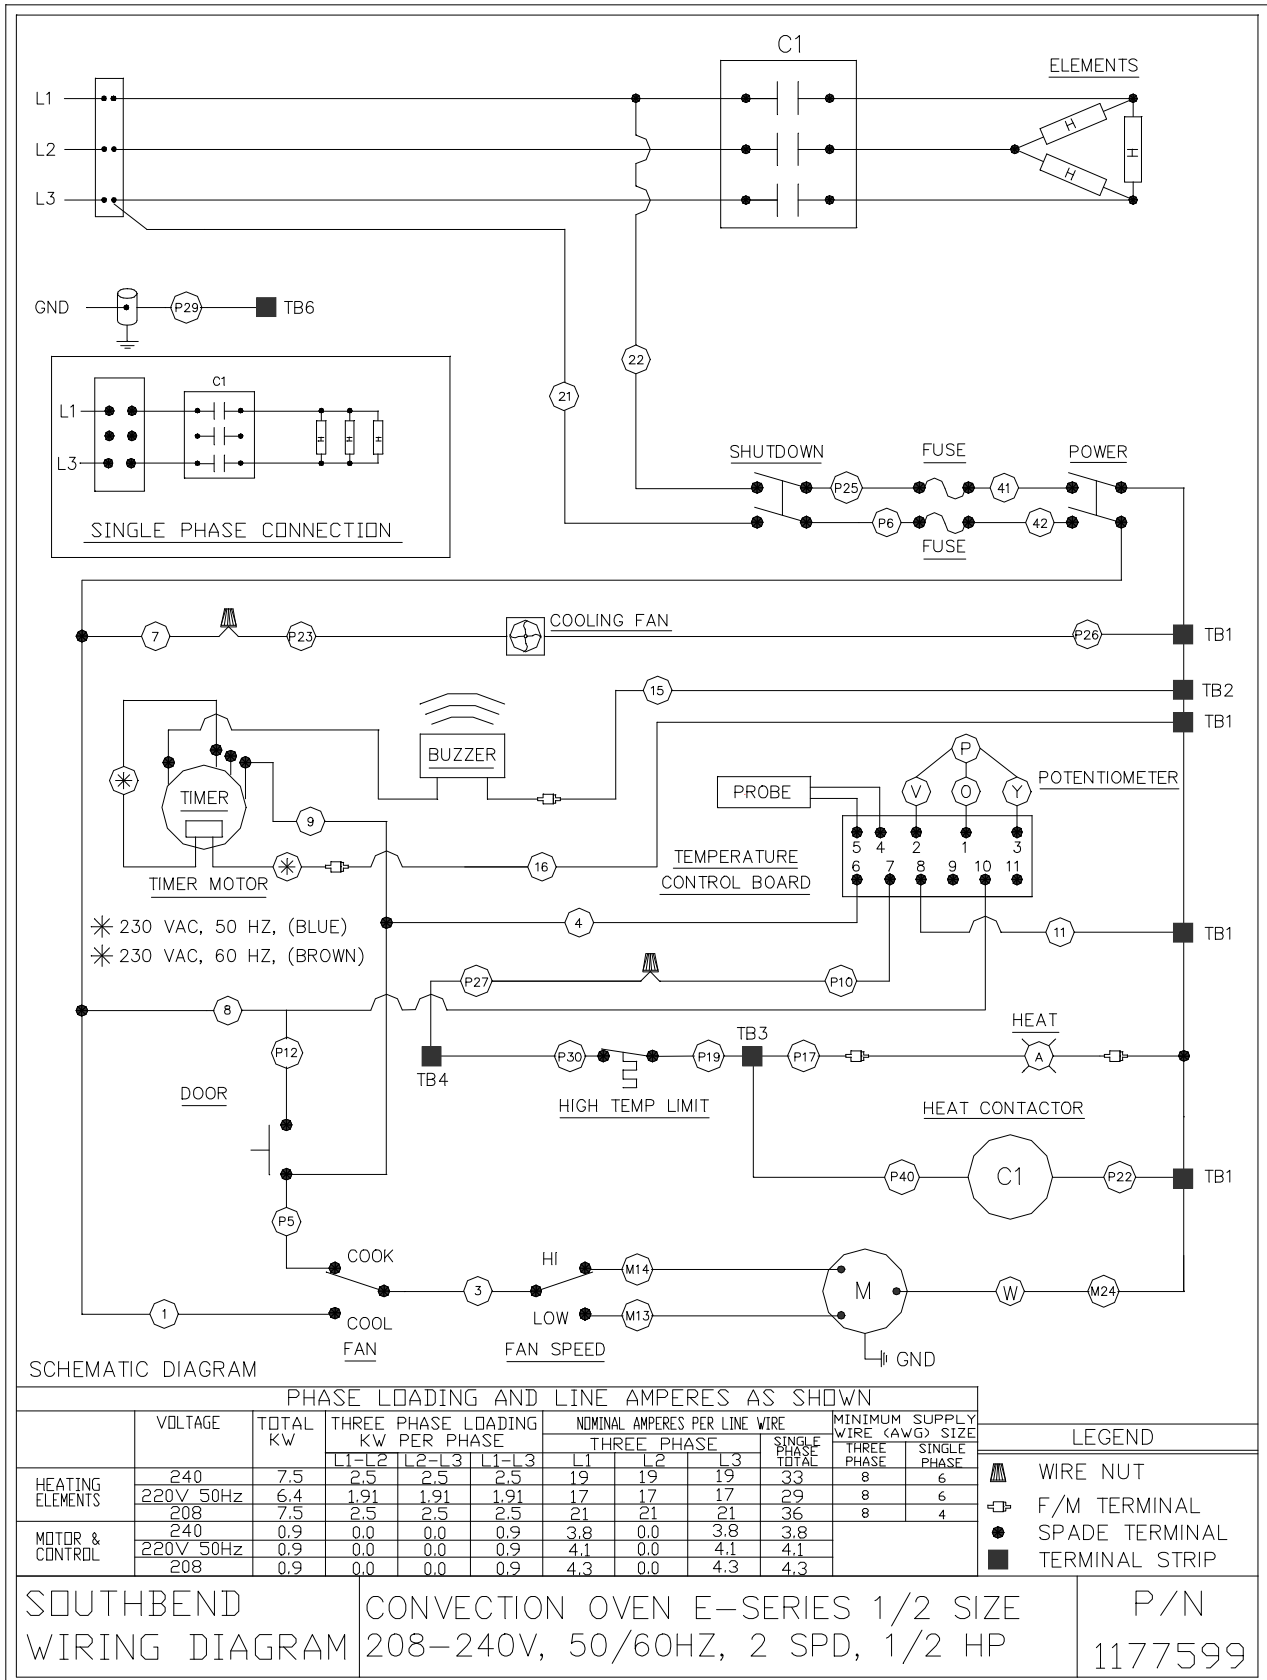 C1
ELEMENTS
L1
H
L2
H
H
L3
GND P29 TB6
22
C1
21
L1
L3
SINGLE PHASE CONNECTION
SHUTDOWN FUSE POWER
P25 41
P6 42
FUSE
7 P23 COOLING FAN P26 TB1
15 TB2
TB1
BUZZER
P
POTENTIOMETER
TIMER
PROBE V O Y
9
5 4 2 1 3
TEMPERATURE
CONTROL BOARD
6 7 8 9 10 11
16
TIMER MOTOR
230 VAC, 50 HZ, (BLUE)
4
11 TB1
230 VAC, 60 HZ, (BROWN)
P27 P10
8
HEAT
P12
TB3
P30 P19 P17 A
TB4
DOOR
HIGH TEMP LIMIT
HEAT CONTACTOR
P40 C1 P22 TB1
P5
COOK HI M14
3 M W M24
1 COOL LOW M13
FAN FAN SPEED
GND
SCHEMATIC DIAGRAM
PHASE LOADING AND LINE AMPERES AS SHOWN
VOLTAGE TOTAL KW THREE PHASE LOADING KW PER PHASE NOMINAL AMPERES PER LINE WIRE MINIMUM SUPPLY WIRE (AWG) SIZE
THREE PHASE SINGLE PHASE TOTAL THREE PHASE SINGLE PHASE
L1-L2 L2-L3 L1-L3 L1 L2 L3
HEATING ELEMENTS
240 7.5 2.5 2.5 2.5 19 19 19 33 8 6
220V 50Hz 6.4 1.91 1.91 1.91 17 17 17 29 8 6
208 7.5 2.5 2.5 2.5 21 21 21 36 8 4
MOTOR & CONTROL
240 0.9 0.0 0.0 0.9 3.8 0.0 3.8 3.8
220V 50Hz 0.9 0.0 0.0 0.9 4.1 0.0 4.1 4.1
208 0.9 0.0 0.0 0.9 4.3 0.0 4.3 4.3
LEGEND
WIRE NUT
F/M TERMINAL
SPADE TERMINAL
TERMINAL STRIP
SOUTHBEND
WIRING DIAGRAM
CONVECTION OVEN E-SERIES 1/2 SIZE
208-240V, 50/60HZ, 2 SPD, 1/2 HP
P/N
1177599